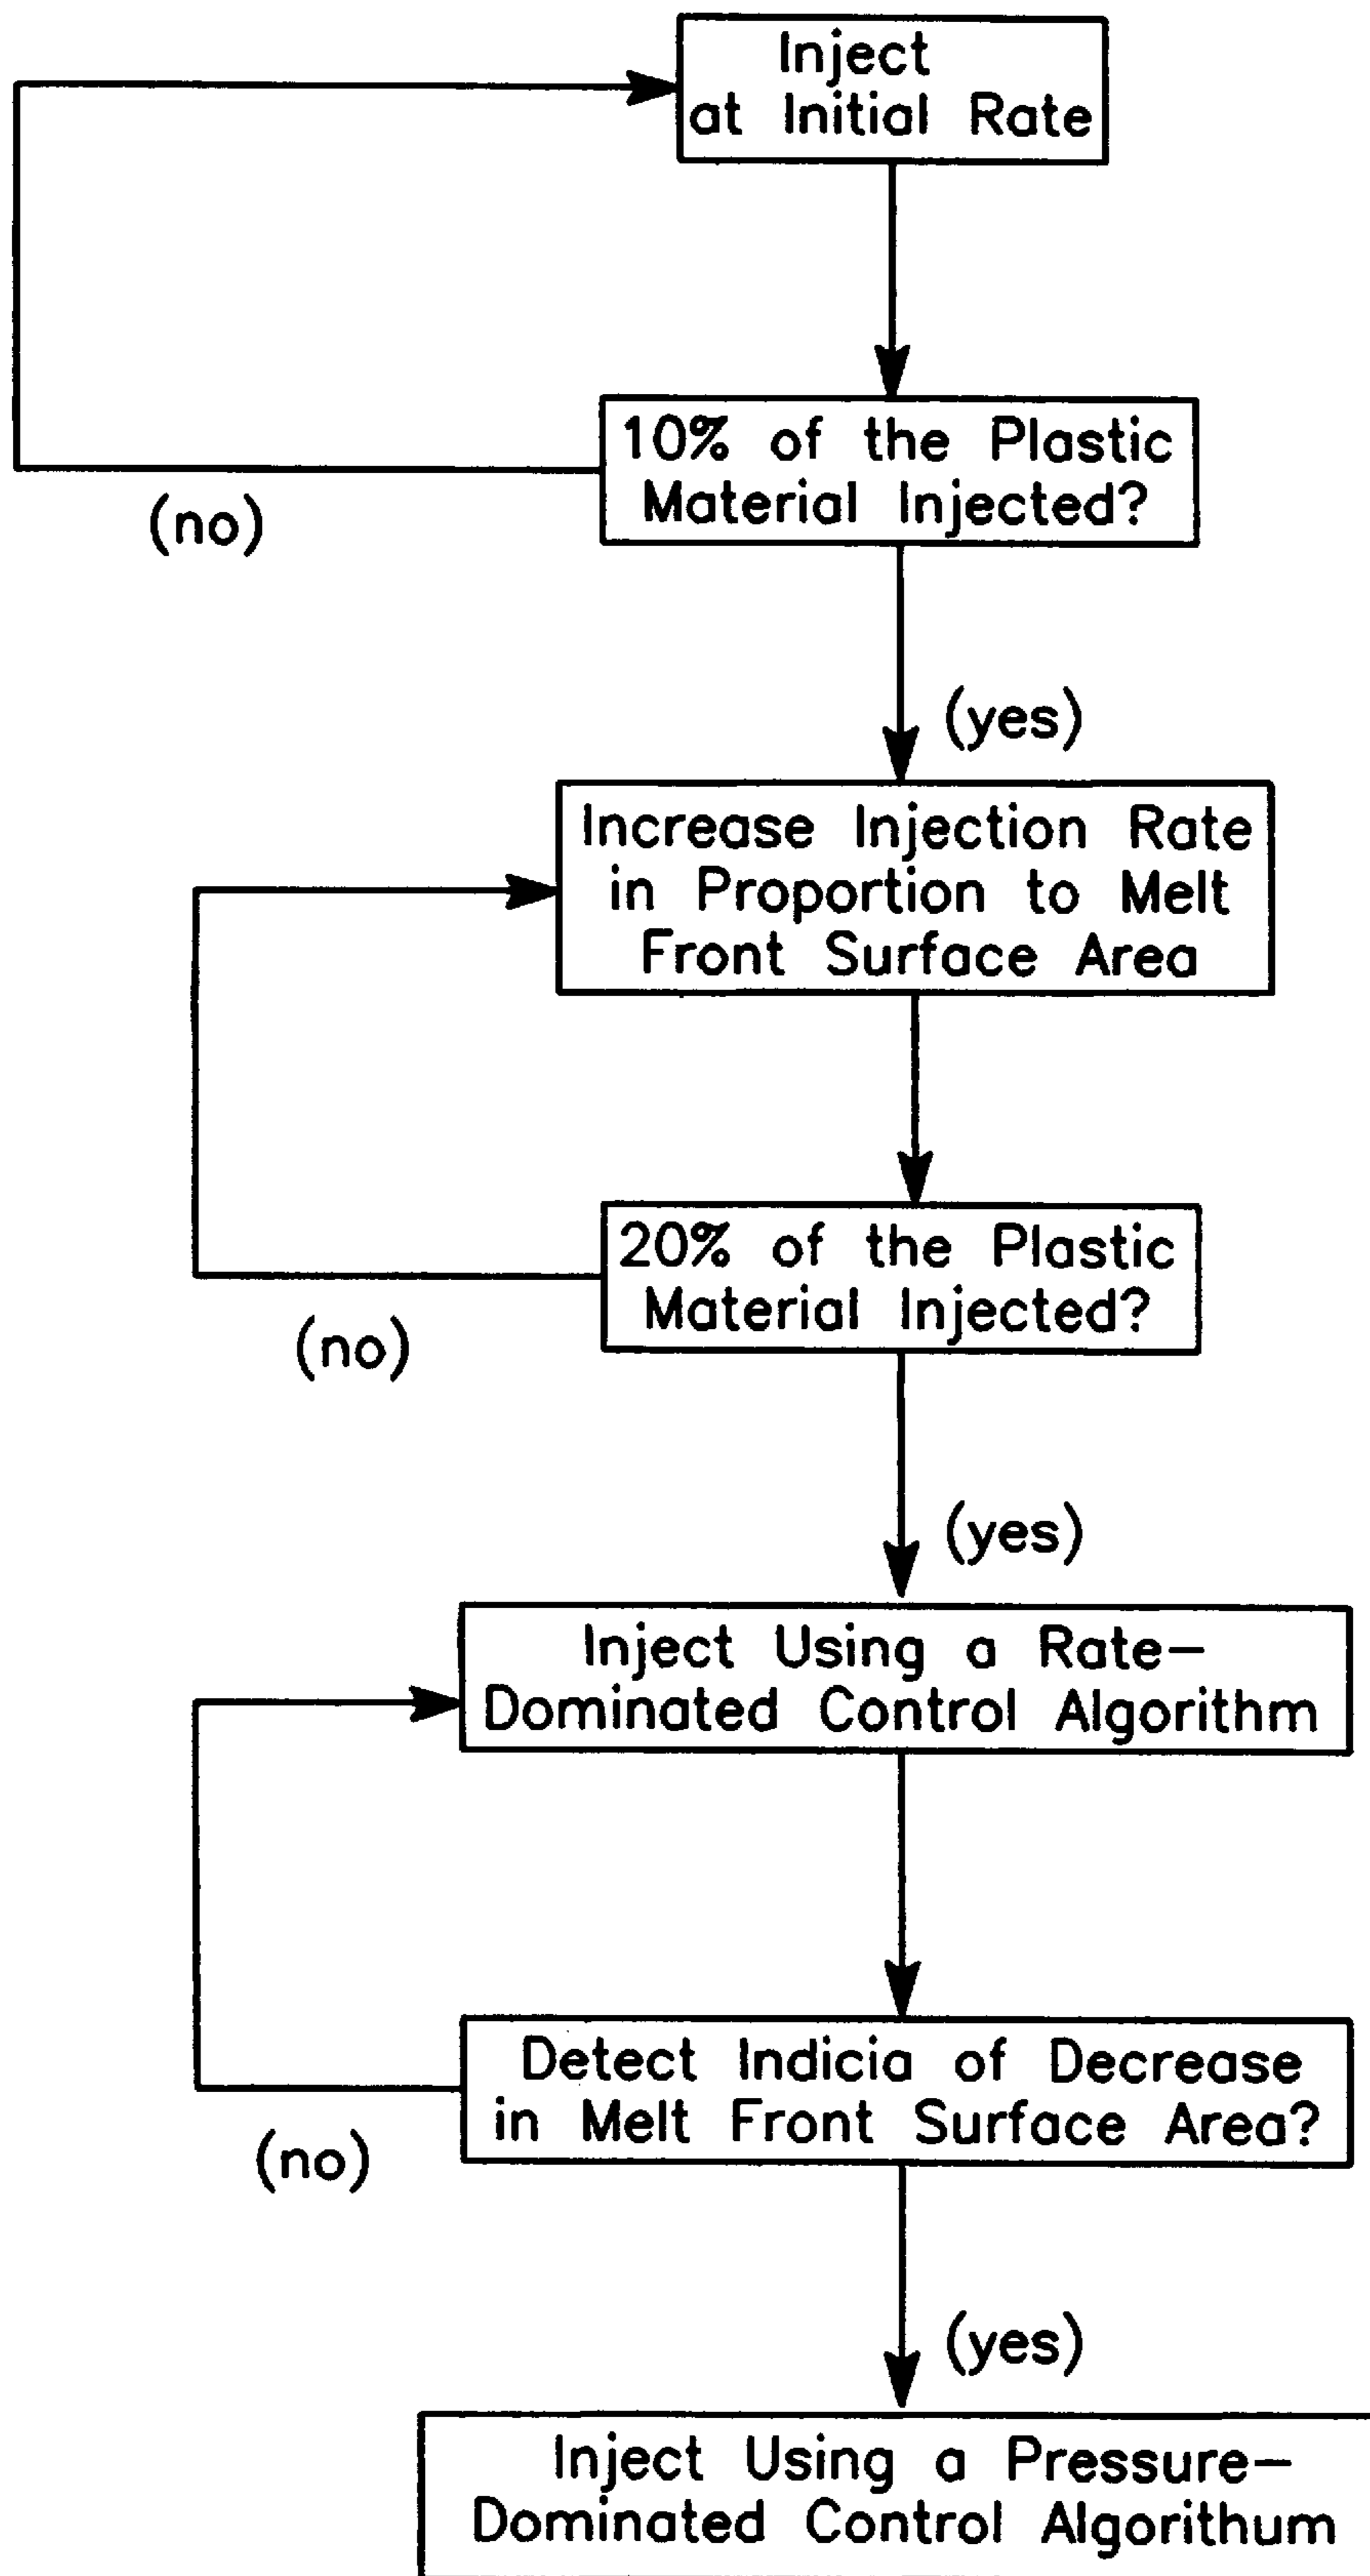 Inject
at Initial Rate
10% of the Plastic
Material Injected?
(no)
(yes)
Increase Injection Rate
in Proportion to Melt
Front Surface Area
20% of the Plastic
Material Injected?
(no)
(yes)
Inject Using a Rate-
Dominated Control Algorithm
Detect Indicia of Decrease
in Melt Front Surface Area?
(no)
(yes)
Inject Using a Pressure-
Dominated Control Algorithum